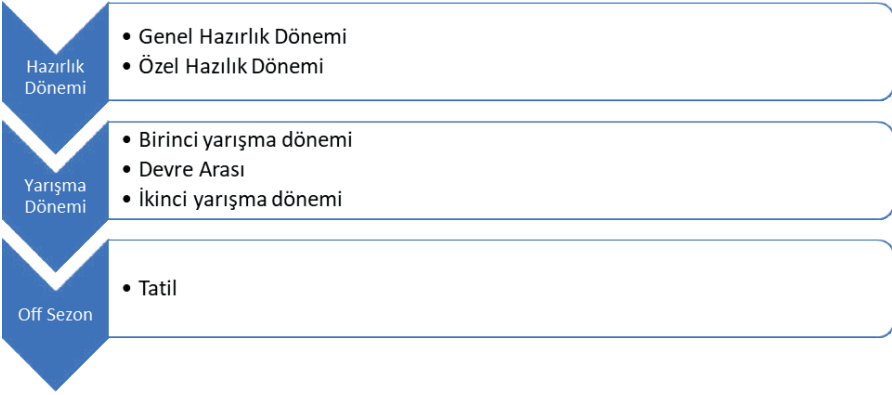 Hazırlık
Dönemi
• Genel Hazırlık Dönemi
• Özel Hazılık Dönemi
Yarışma
Dönemi
• Birinci yarışma dönemi
• Devre Arası
• İkinci yarışma dönemi
Off Sezon
• Tatil